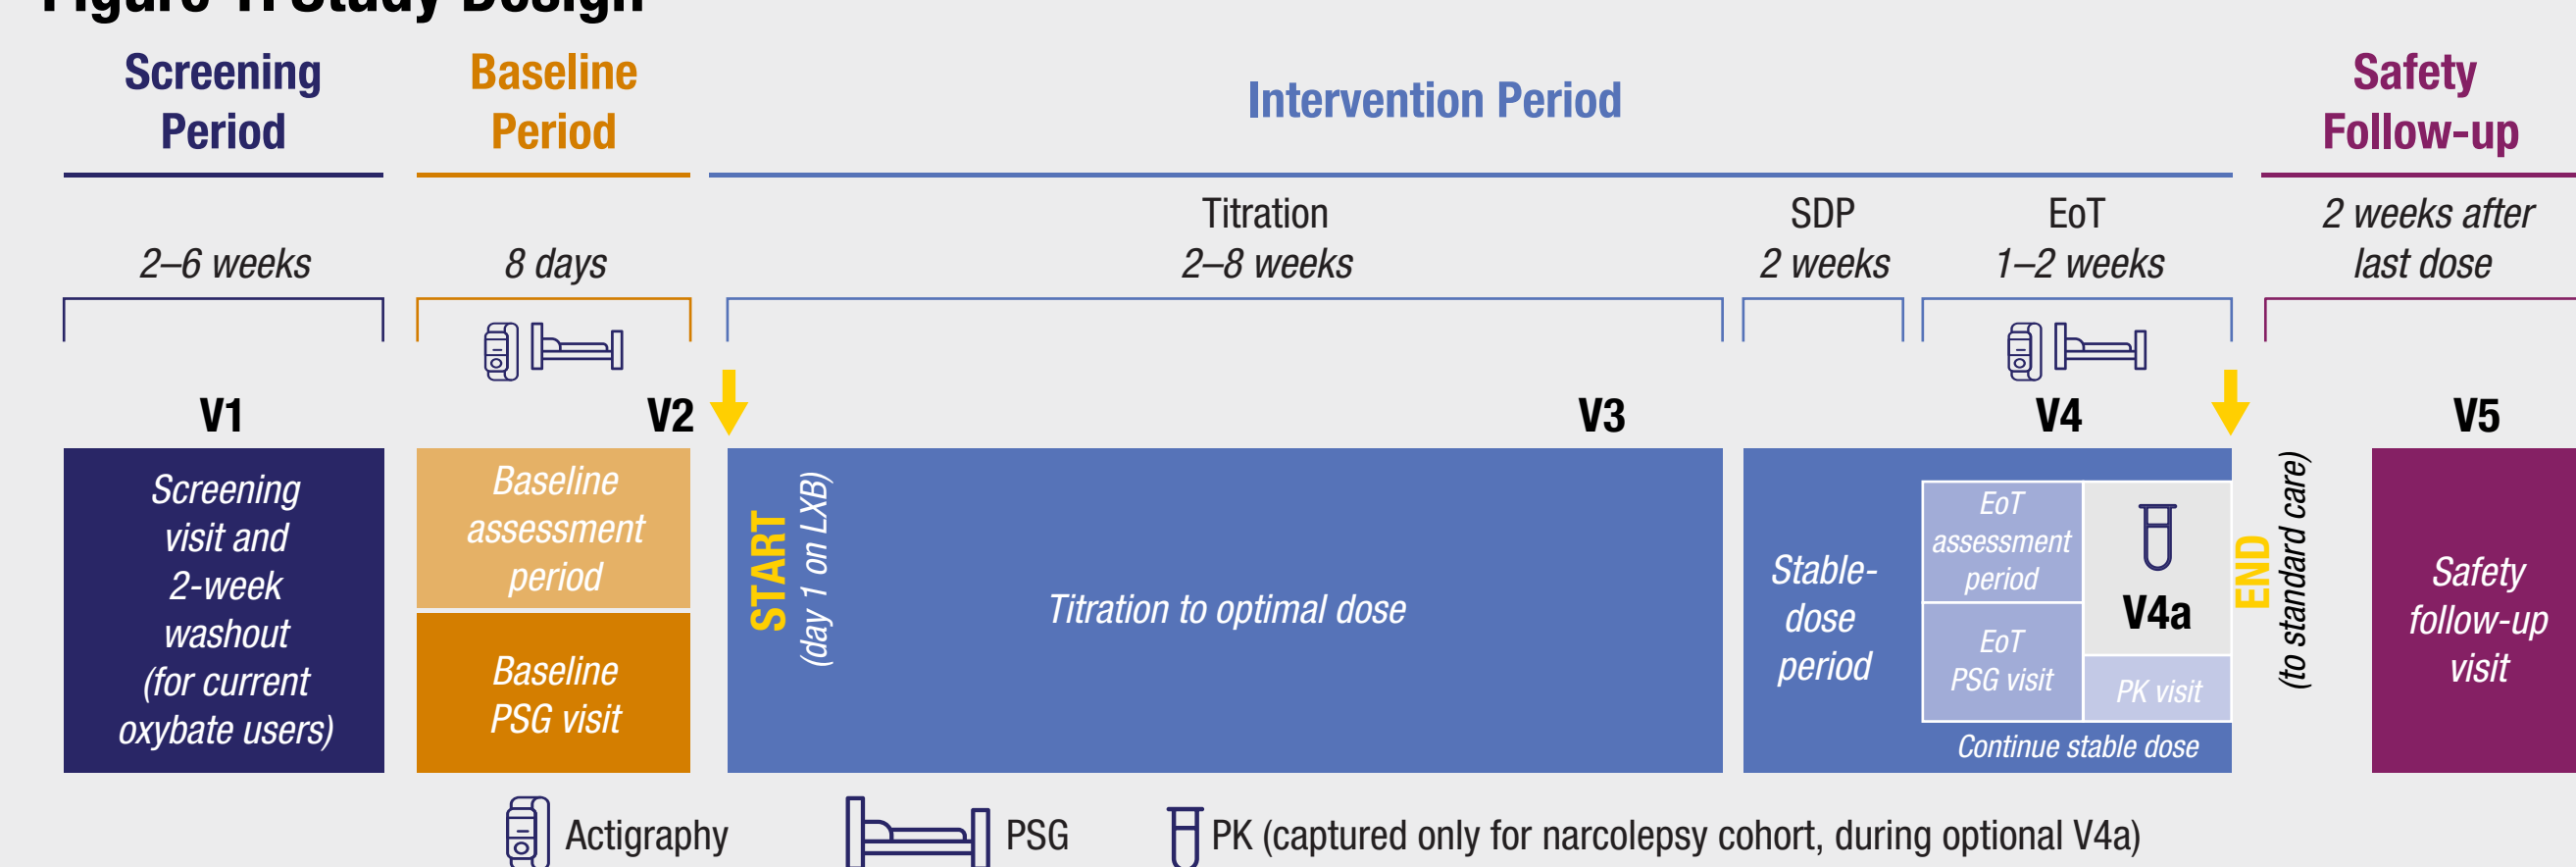 Figure 1. Study Design
Screening
Period
Baseline
Period
Intervention Period
Safety
Follow-up
2–6 weeks
8 days
Titration
2–8 weeks
SDP
2 weeks
EoT
1–2 weeks
2 weeks after
last dose
V1
V2
V3
V4
V5
Screening
visit and
2-week
washout
(for current
oxybate users)
Baseline
assessment
period
Baseline
PSG visit
START
(day 1 on LXB)
Titration to optimal dose
Stable-
dose
period
EoT
assessment
period
EoT
PSG visit
V4a
PK visit
Continue stable dose
END
(to standard care)
Safety
follow-up
visit
Actigraphy
PSG
PK (captured only for narcolepsy cohort, during optional V4a)